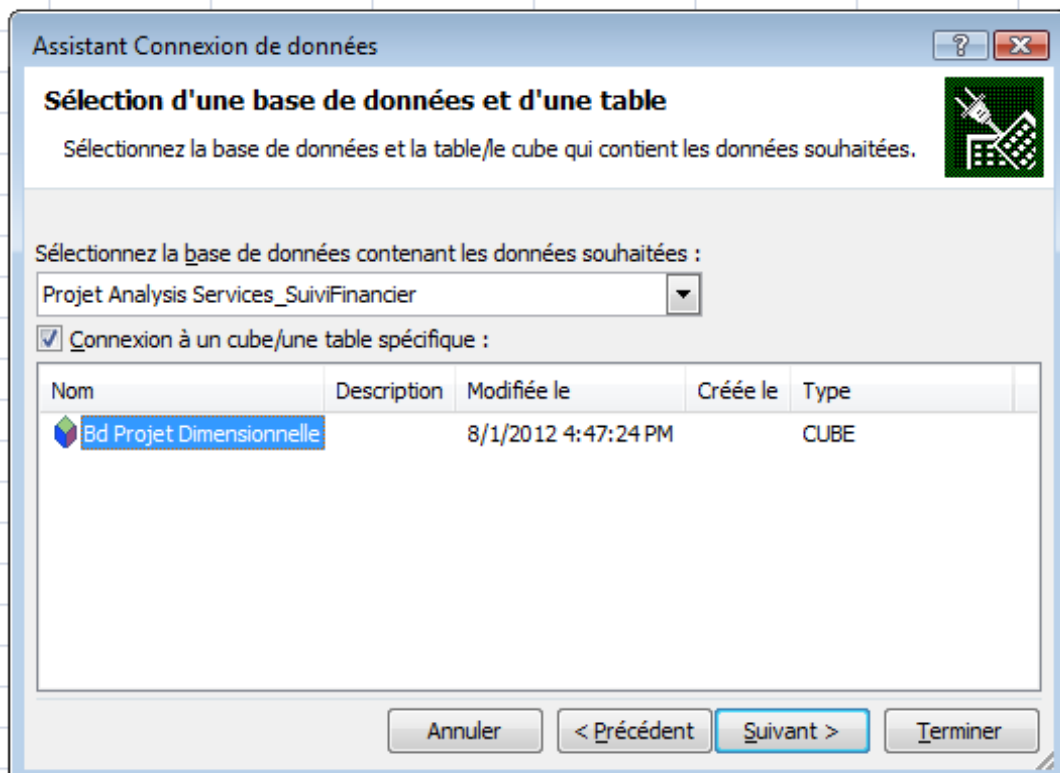 Assistant Connexion de données
Sélection d'une base de données et d'une table
Sélectionnez la base de données et la table/le cube qui contient les données souhaitées.
Sélectionnez la base de données contenant les données souhaitées :
Projet Analysis Services_SuiviFinancier
Connexion à un cube/une table spécifique :
Nom Description Modifiée le Créée le Type
Bd Projet Dimensionnelle 8/1/2012 4:47:24 PM CUBE
Annuler < Précédent Suivant > Terminer